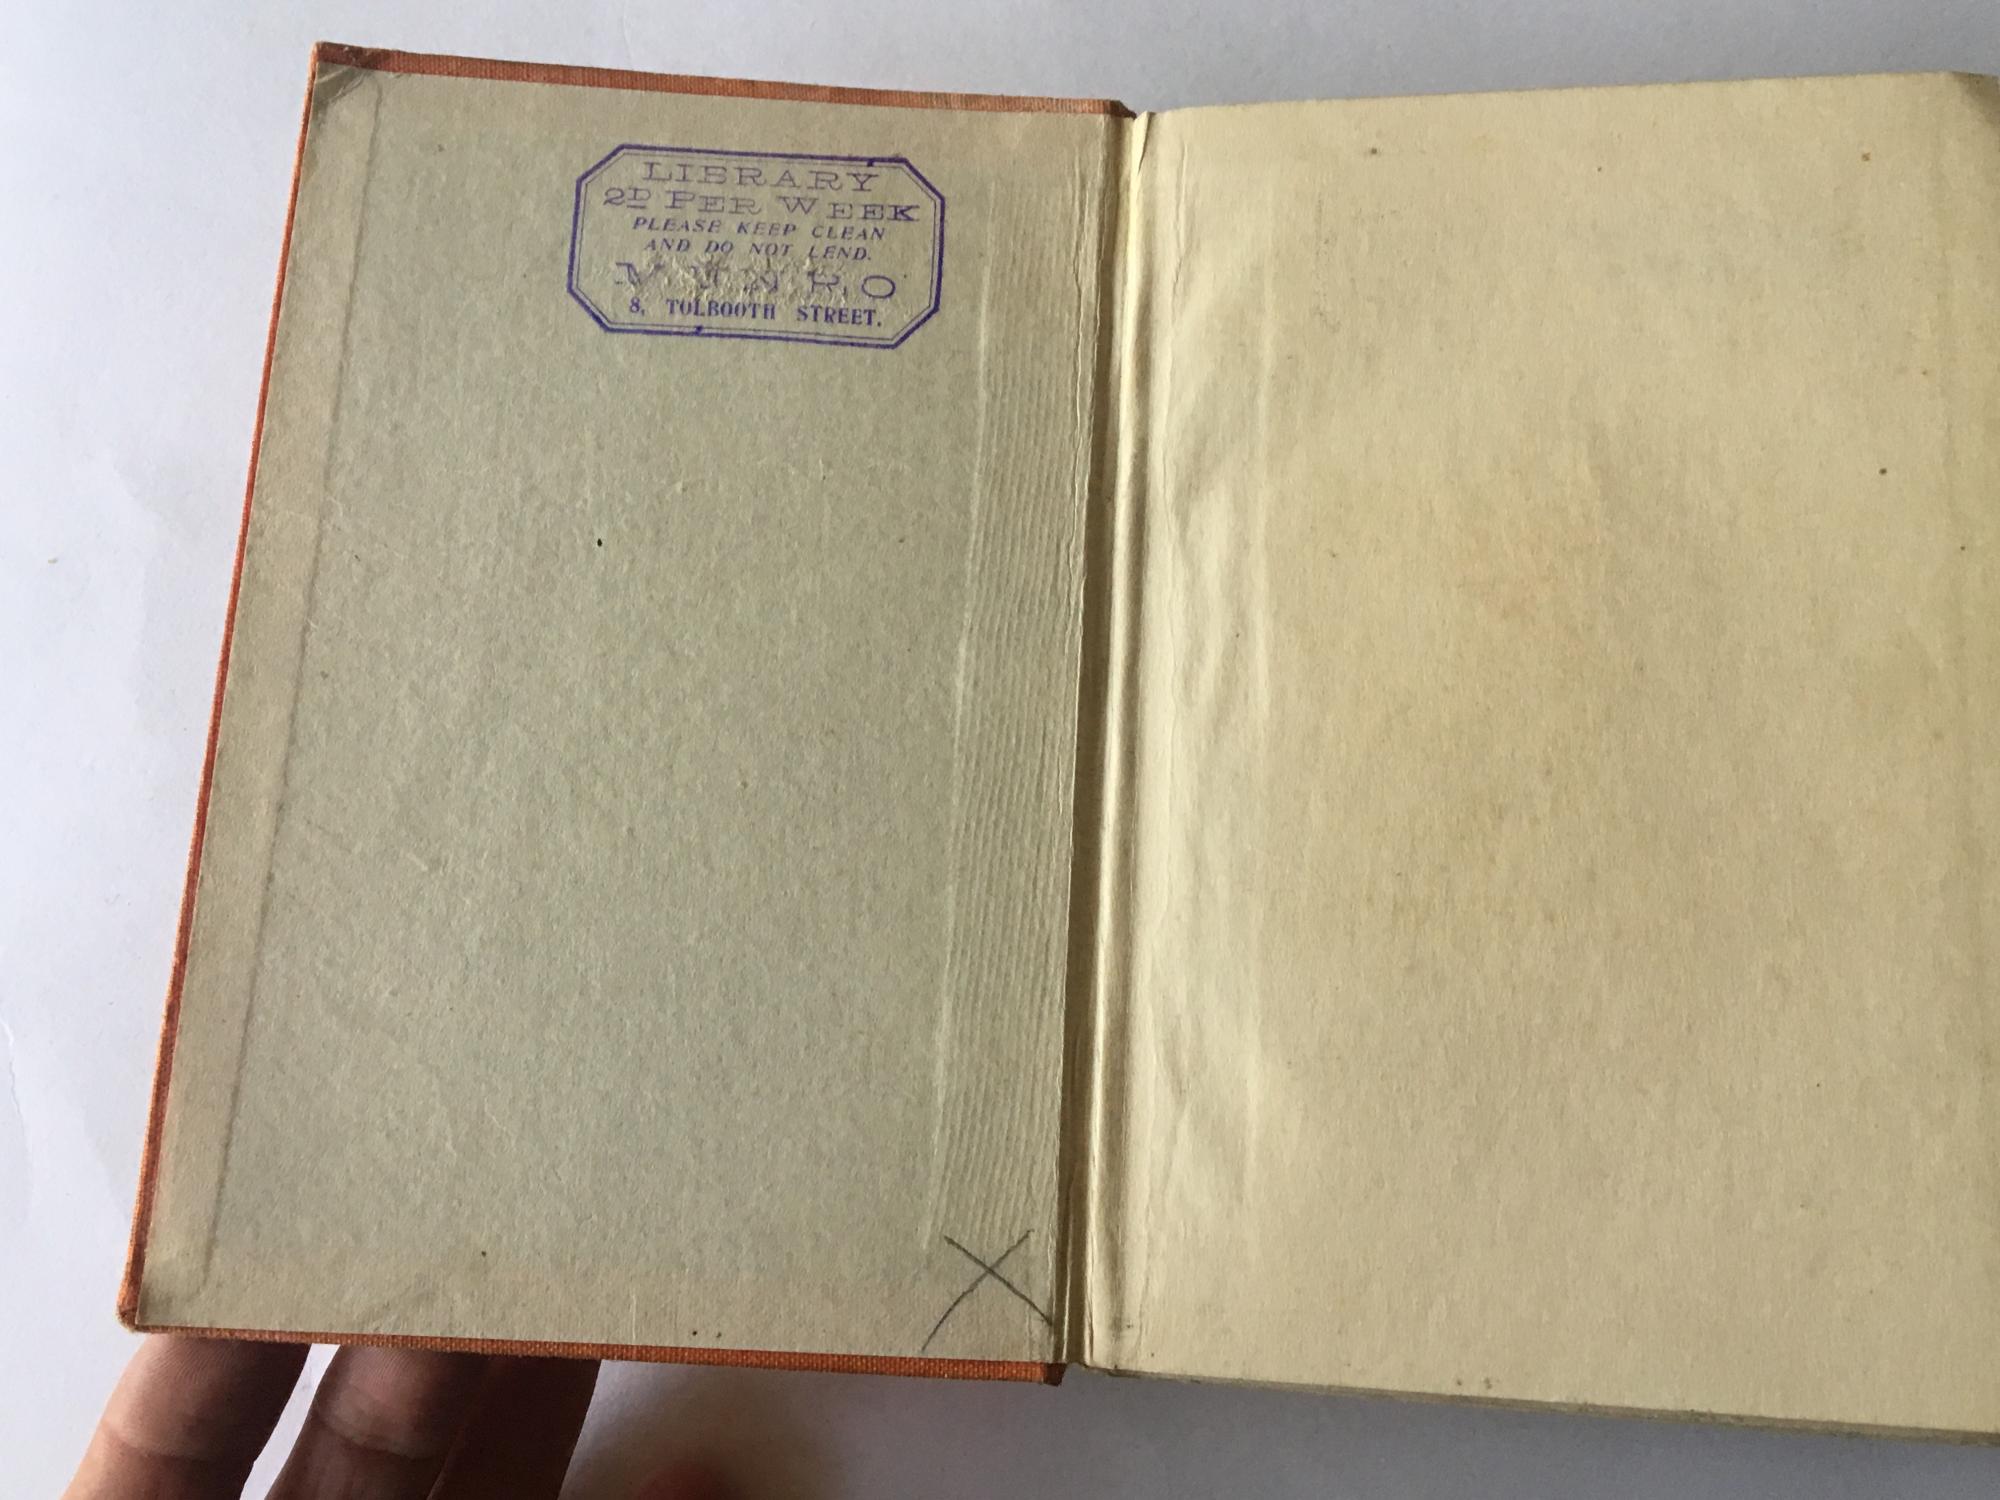 LIBRARY
2D PER WEEK
PLEASE KEEP CLEAN
AND DO NOT LEND.
8, TOLBOOTH STREET.